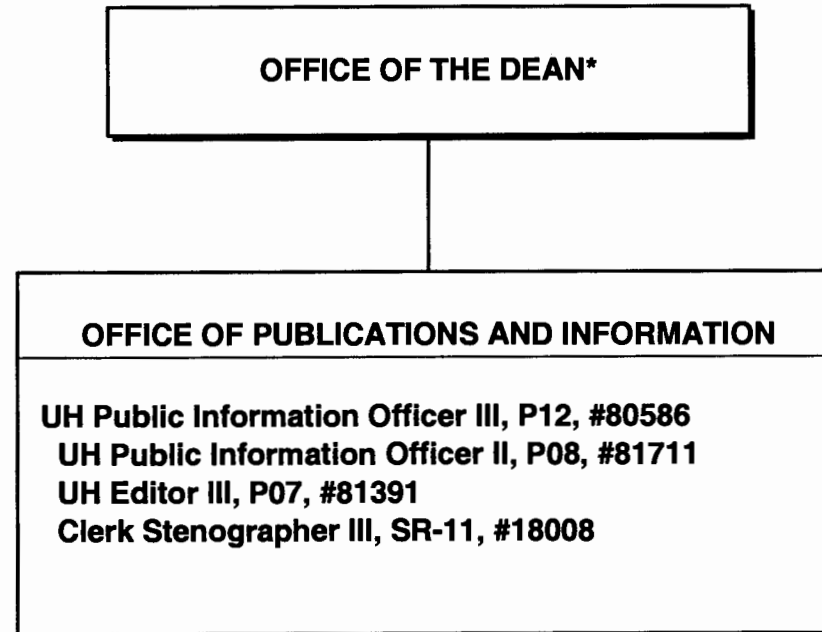 OFFICE OF THE DEAN*
OFFICE OF PUBLICATIONS AND INFORMATION
UH Public Information Officer III, P12, #80586
UH Public Information Officer II, P08, #81711
UH Editor III, P07, #81391
Clerk Stenographer III, SR-11, #18008